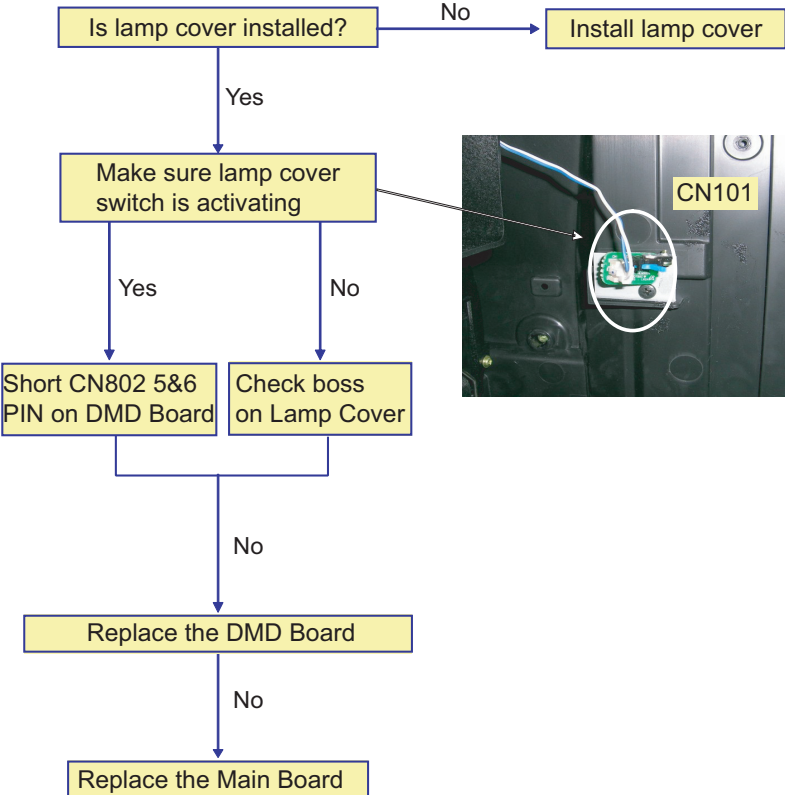 Is lamp cover installed?
No
Install lamp cover
Yes
Make sure lamp cover
switch is activating
CN101
Yes
No
Short CN802 5&6
PIN on DMD Board
Check boss
on Lamp Cover
No
Replace the DMD Board
No
Replace the Main Board